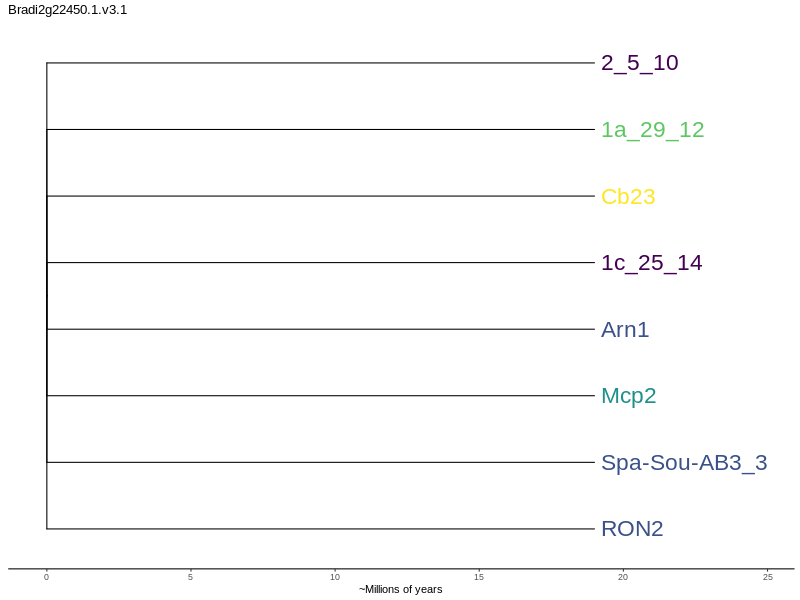 Bradi2g22450.1.v3.1
2_5_10
1a_29_12
Cb23
1c_25_14
Arn1
Mcp2
Spa-Sou-AB3_3
RON2
0 5 10 15 20 25
~Millions of years